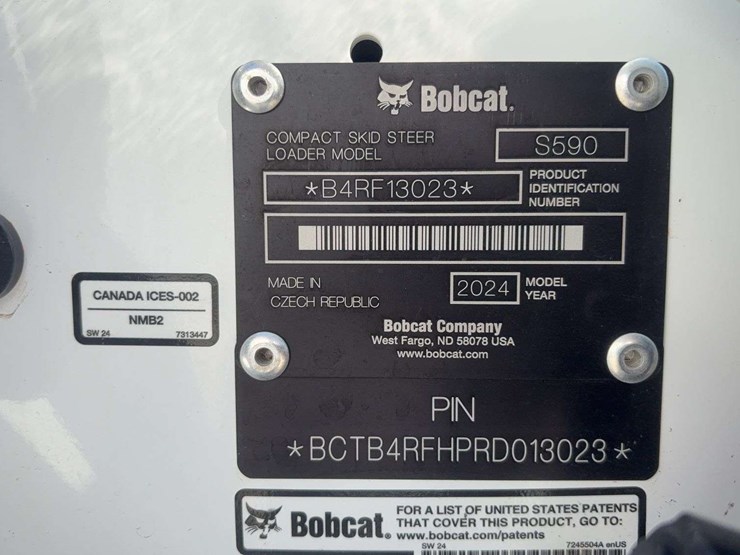 Bobcat.
COMPACT SKID STEER
LOADER MODEL
S590
*B4RF13023*
PRODUCT
IDENTIFICATION
NUMBER
MADE IN
CZECH REPUBLIC
2024
MODEL
YEAR
Bobcat Company
West Fargo, ND 58078 USA
www.bobcat.com
PIN
*BCTB4RFHPRD013023*
CANADA ICES-002
NMB2
SW 24 7313447
Bobcat.
FOR A LIST OF UNITED STATES PATENTS
THAT COVER THIS PRODUCT, GO TO:
www.bobcat.com/patents
SW 24 7245504A enUS